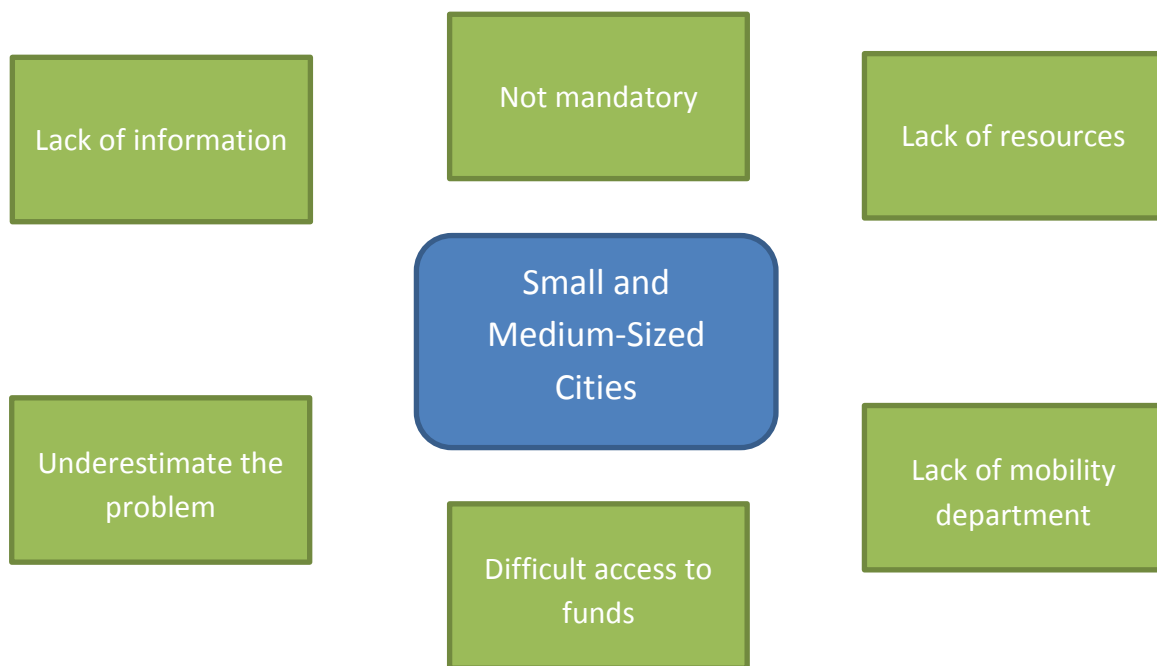 Not mandatory
Lack of information
Lack of resources
Small and
Medium-Sized
Cities
Underestimate the
problem
Lack of mobility
department
Difficult access to
funds